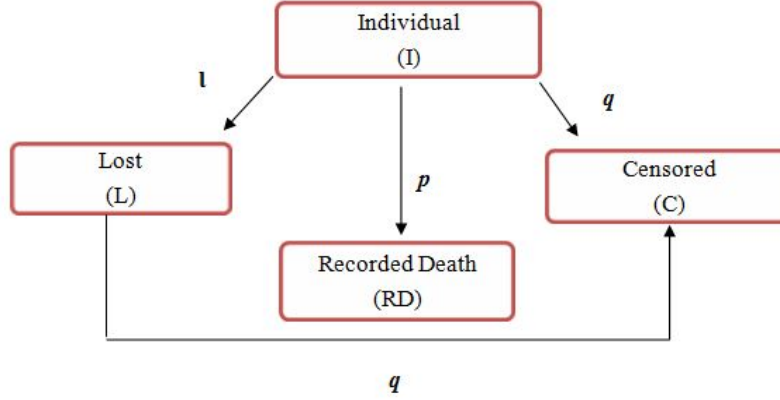 Individual
(I)
l
q
Lost
(L)
Censored
(C)
p
Recorded Death
(RD)
q